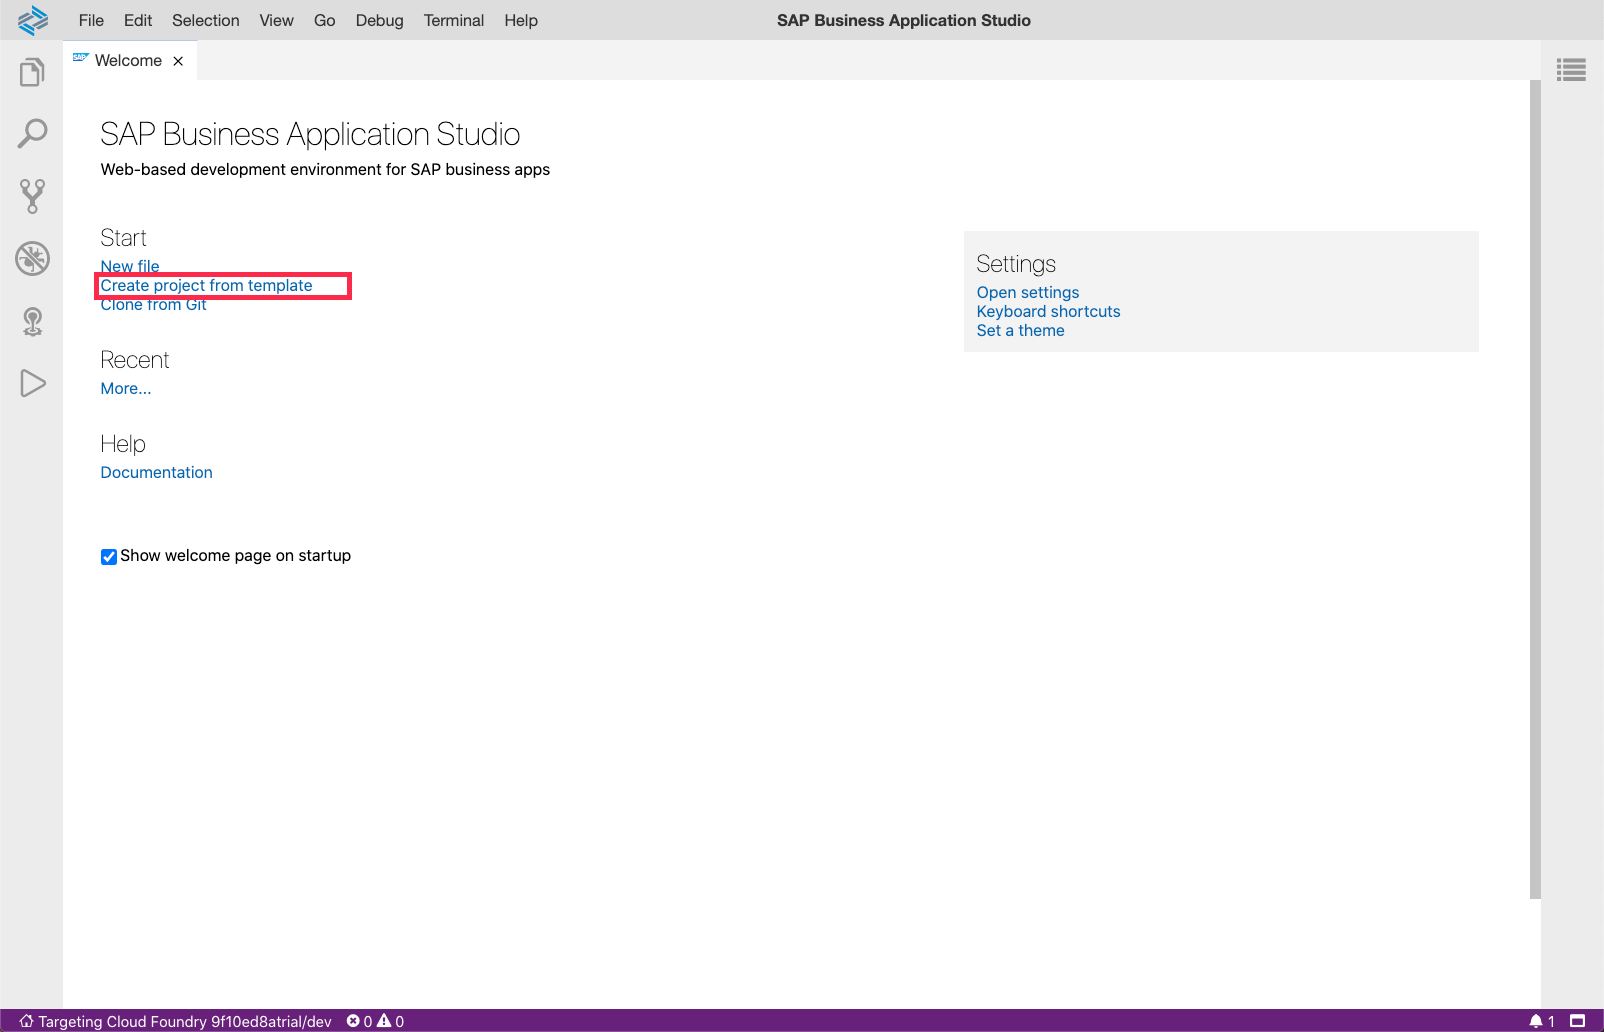 File Edit Selection View Go Debug Terminal Help SAP Business Application Studio
SAP Welcome
SAP Business Application Studio
Web-based development environment for SAP business apps
Start
New file
Create project from template
Clone from Git
Recent
More...
Help
Documentation
Show welcome page on startup
Settings
Open settings
Keyboard shortcuts
Set a theme
Targeting Cloud Foundry 9f10ed8atrial/dev 0 0 1